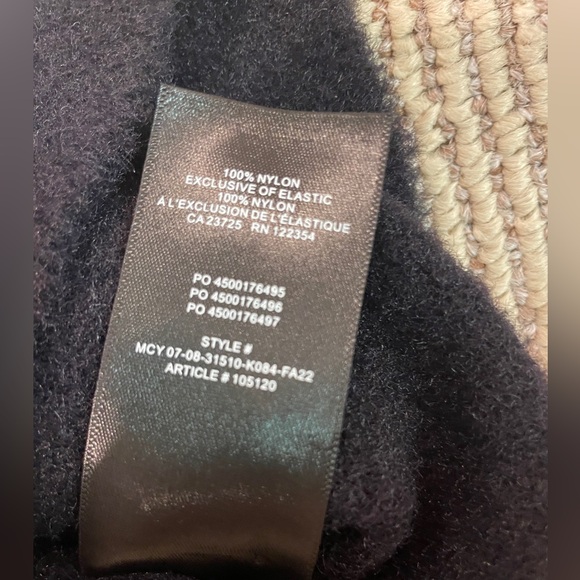 100% NYLON
EXCLUSIVE OF ELASTIC
100% NYLON
À L'EXCLUSION DE L'ÉLASTIQUE
CA 23725 RN 122354
PO 4500176495
PO 4500176496
PO 4500176497
STYLE #
MCY 07-08-31510-K084-FA22
ARTICLE # 105120